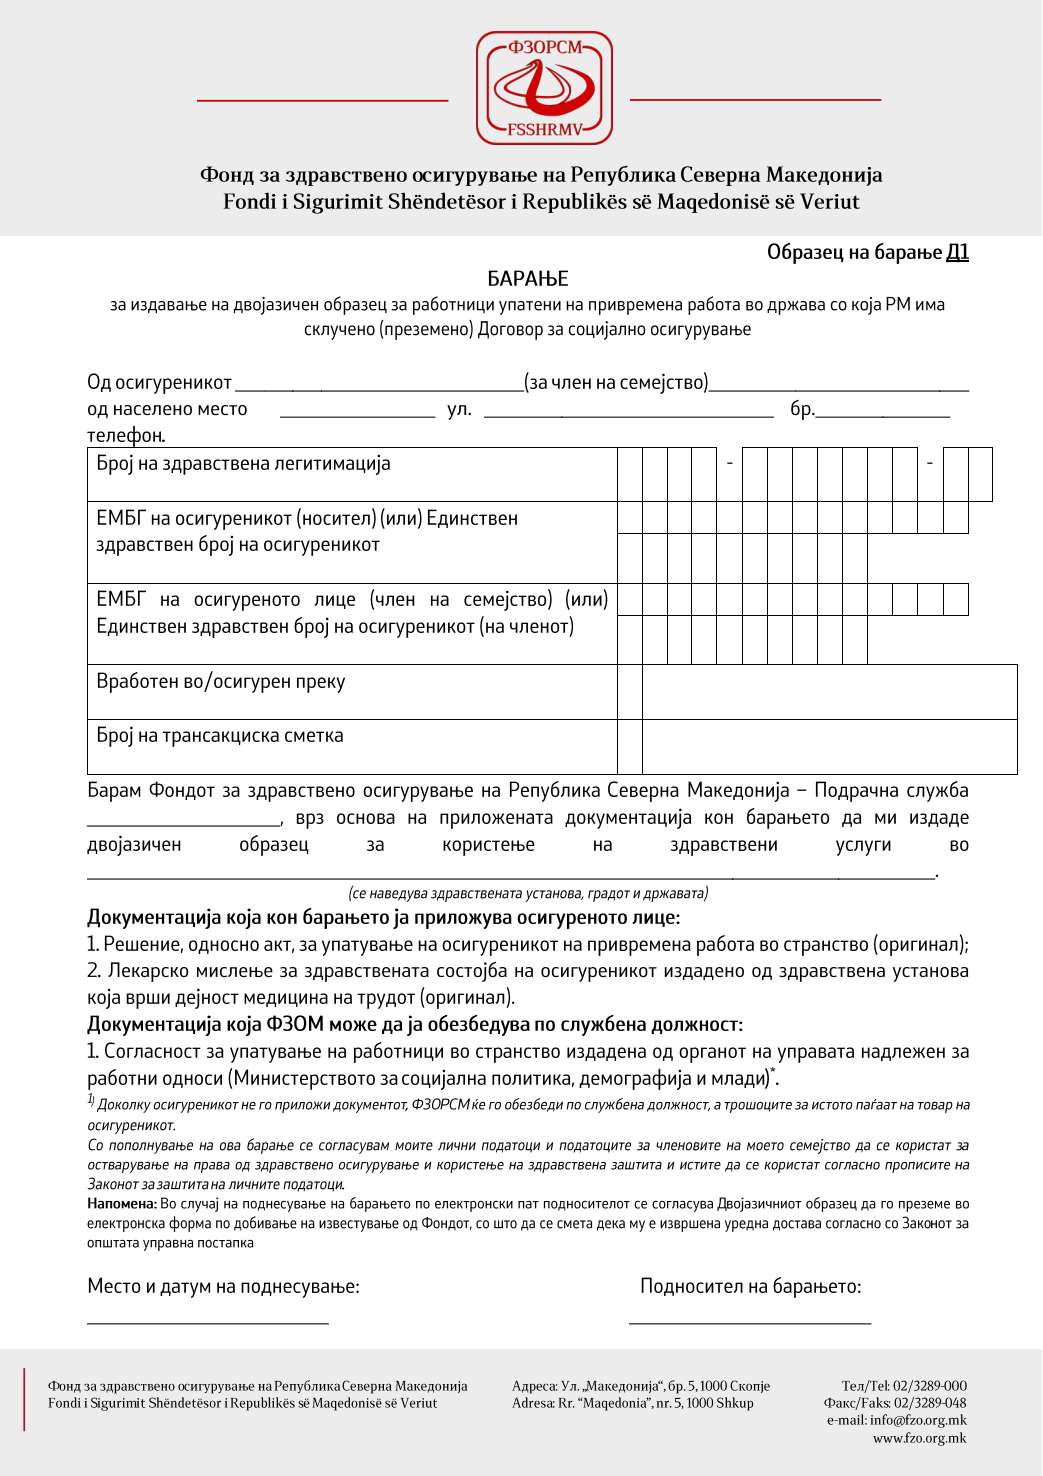 ФЗОРСМ
FSSHRMV
Фонд за здравствено осигурување на Република Северна Македонија
Fondi i Sigurimit Shëndetësor i Republikës së Maqedonisë së Veriut
Образец на барање Д1
БАРАЊЕ
за издавање на двојазичен образец за работници упатени на привремена работа во држава со која РМ има
склучено (преземено) Договор за социјално осигурување
Од осигуреникот ____________________________(за член на семејство)_________________________
од населено место _______________ ул. ____________________________ бр._____________
телефон.
Број на здравствена легитимација - -
ЕМБГ на осигуреникот (носител) (или) Единствен
здравствен број на осигуреникот
ЕМБГ на осигуреното лице (член на семејство) (или)
Единствен здравствен број на осигуреникот (на членот)
Вработен во/осигурен преку
Број на трансакциска сметка
Барам Фондот за здравствено осигурување на Република Северна Македонија – Подрачна служба
___________________, врз основа на приложената документација кон барањето да ми издаде
двојазичен образец за користење на здравствени услуги во
___________________________________________________________________________________.
(се наведува здравствената установа, градот и државата)
Документација која кон барањето ја приложува осигуреното лице:
1. Решение, односно акт, за упатување на осигуреникот на привремена работа во странство (оригинал);
2. Лекарско мислење за здравствената состојба на осигуреникот издадено од здравствена установа
која врши дејност медицина на трудот (оригинал).
Документација која ФЗОМ може да ја обезбедува по службена должност:
1. Согласност за упатување на работници во странство издадена од органот на управата надлежен за
работни односи (Министерството за социјална политика, демографија и млади)*.
1) Доколку осигуреникот не го приложи документот, ФЗОРСМ ќе го обезбеди по службена должност, а трошоците за истото паѓаат на товар на
осигуреникот.
Со пополнување на ова барање се согласувам моите лични податоци и податоците за членовите на моето семејство да се користат за
остварување на права од здравствено осигурување и користење на здравствена заштита и истите да се користат согласно прописите на
Законот за заштита на личните податоци.
Напомена: Во случај на поднесување на барањето по електронски пат подносителот се согласува Двојазичниот образец да го преземе во
електронска форма по добивање на известување од Фондот, со што да се смета дека му е извршена уредна достава согласно со Законот за
општата управна постапка
Место и датум на поднесување: Подносител на барањето:
________________________ ________________________
Фонд за здравствено осигурување на Република Северна Македонија Адреса: Ул. „Македонија“, бр. 5, 1000 Скопје Тел/Tel: 02/3289-000
Fondi i Sigurimit Shëndetësor i Republikës së Maqedonisë së Veriut Adresa: Rr. “Maqedonia”, nr. 5, 1000 Shkup Факс/Faks: 02/3289-048
e-mail: info@fzo.org.mk
www.fzo.org.mk